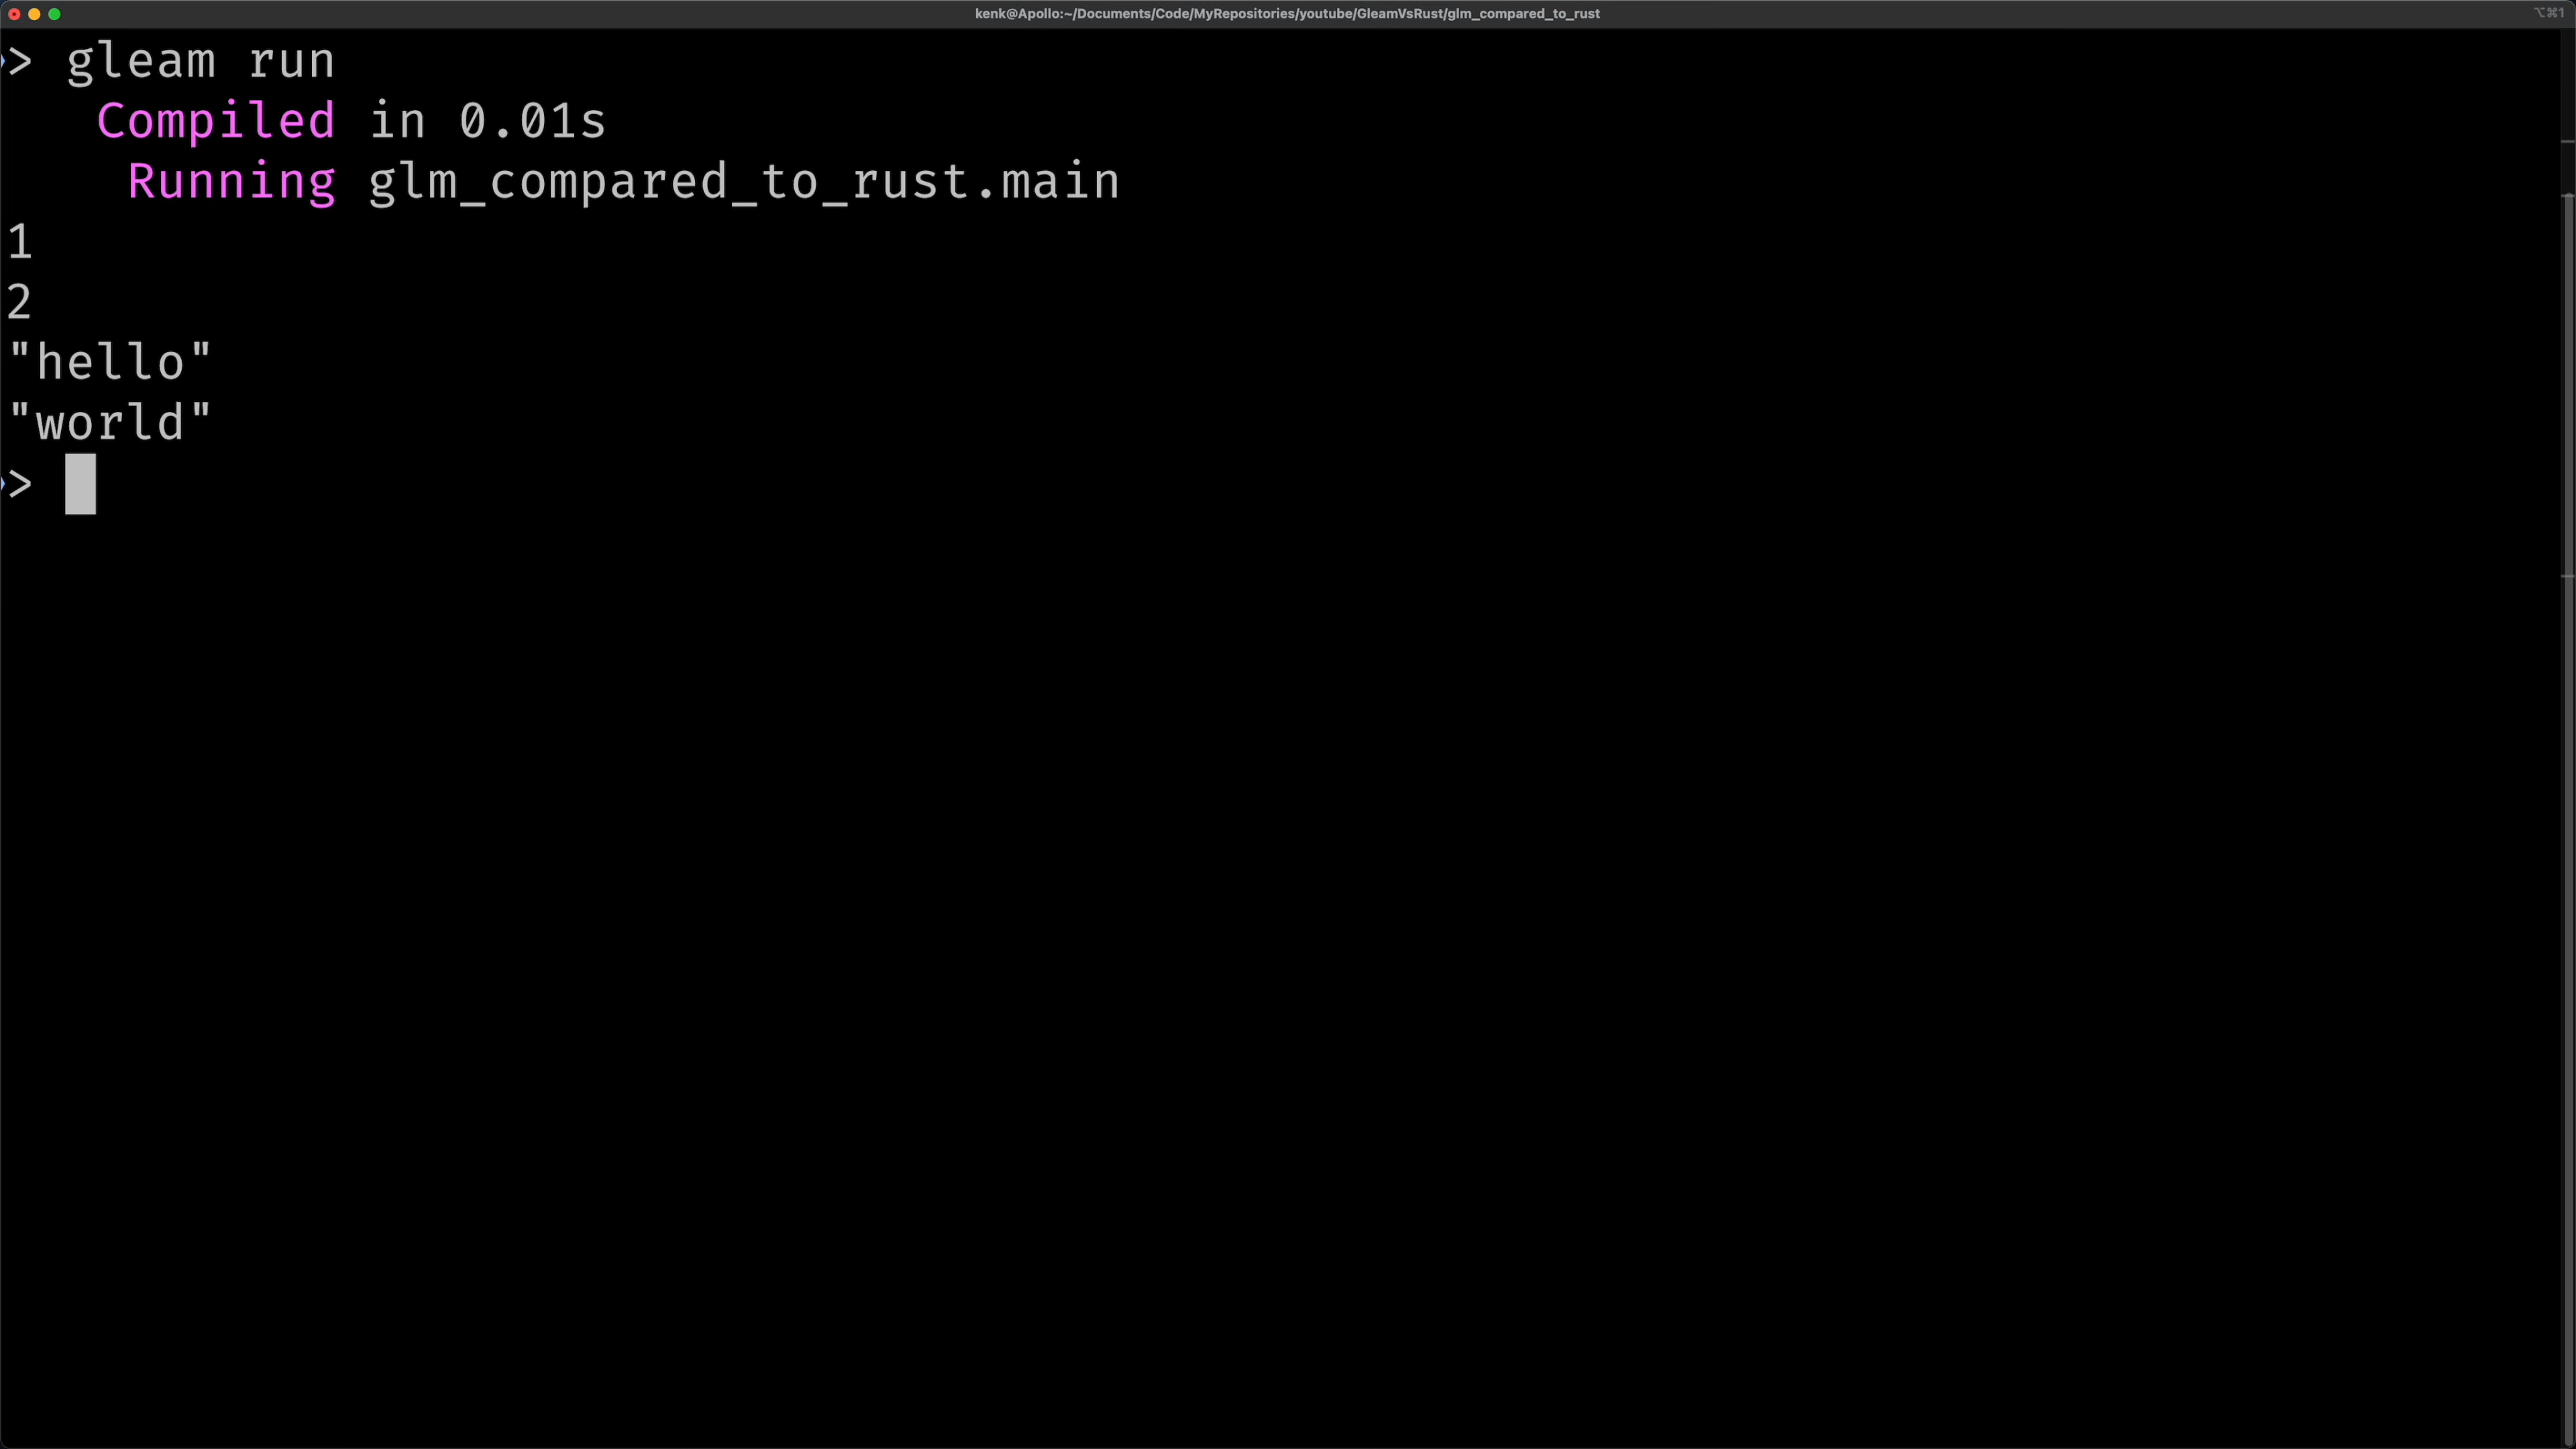 kenk@Apollo:~/Documents/Code/MyRepositories/youtube/GleamVsRust/glm_compared_to_rust
⌥⌘1
> gleam run
Compiled in 0.01s
Running glm_compared_to_rust.main
1
2
"hello"
"world"
>